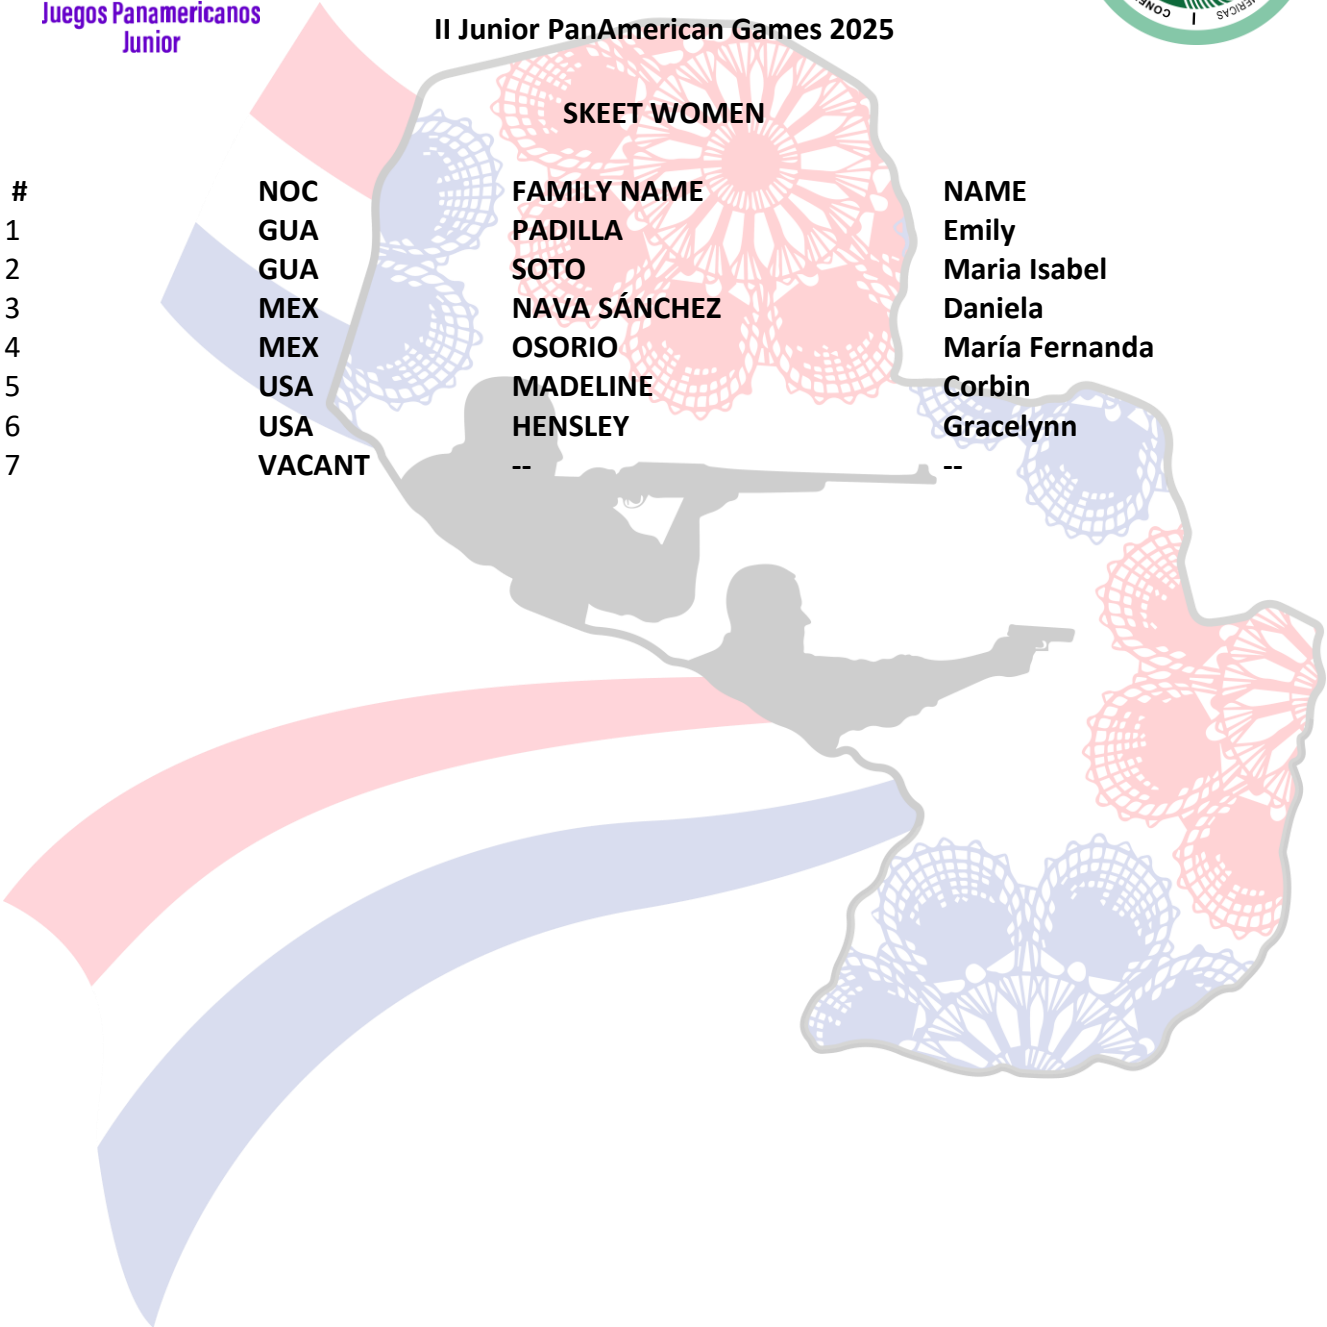 Juegos Panamericanos
Junior
II Junior PanAmerican Games 2025
SKEET WOMEN
# NOC FAMILY NAME NAME
1 GUA PADILLA Emily
2 GUA SOTO Maria Isabel
3 MEX NAVA SÁNCHEZ Daniela
4 MEX OSORIO María Fernanda
5 USA MADELINE Corbin
6 USA HENSLEY Gracelynn
7 VACANT -- --